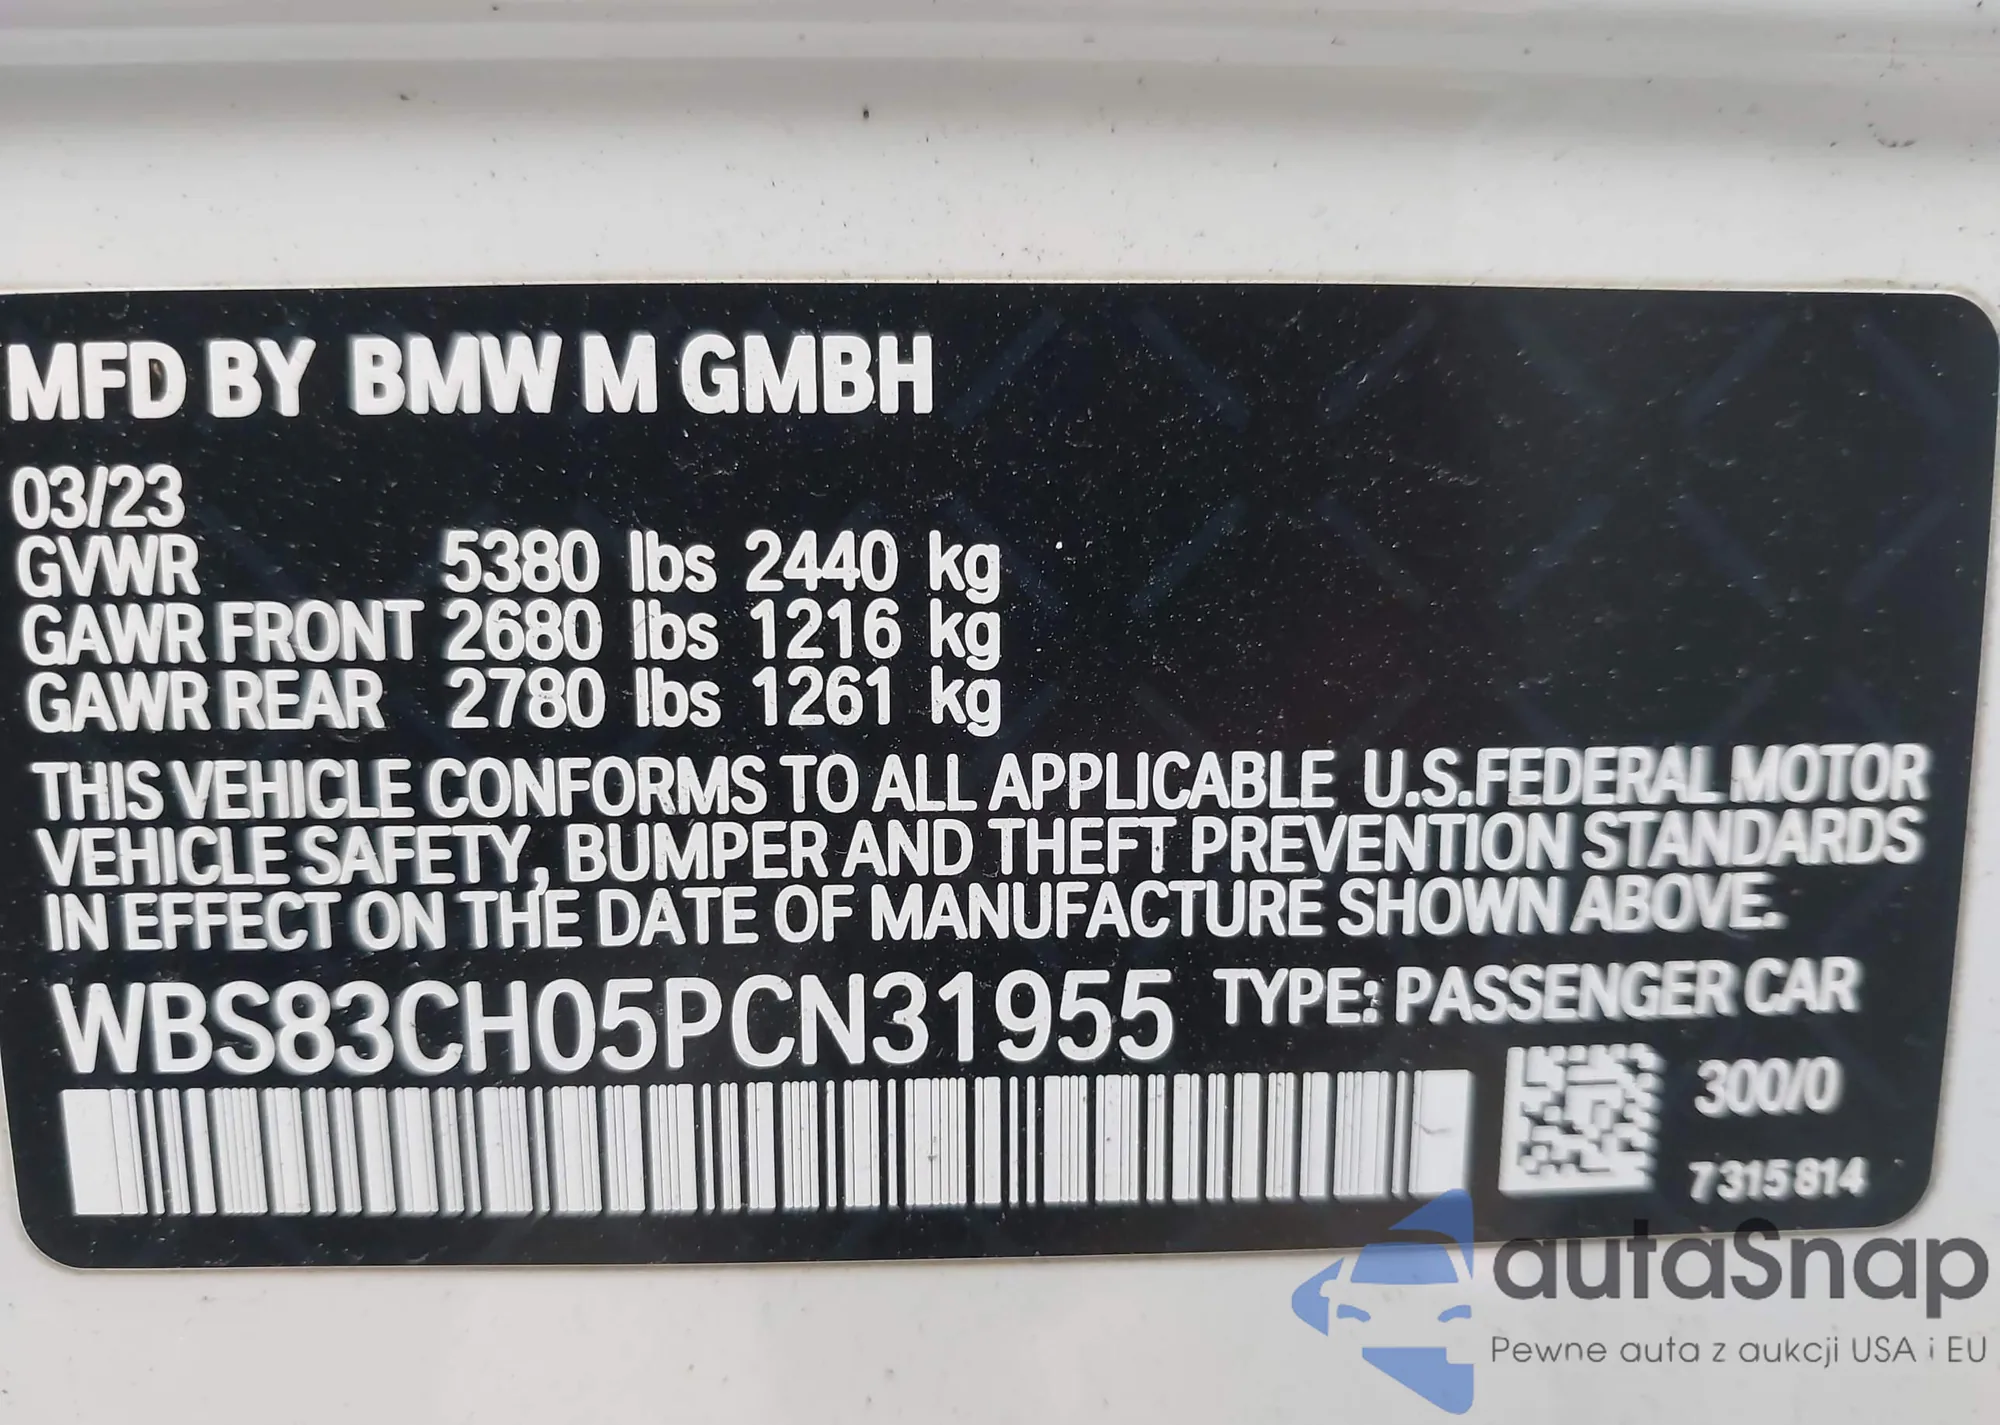 MFD BY BMW M GMBH
03/23
GVWR 5380 lbs 2440 kg
GAWR FRONT 2680 lbs 1216 kg
GAWR REAR 2780 lbs 1261 kg
THIS VEHICLE CONFORMS TO ALL APPLICABLE U.S.FEDERAL MOTOR
VEHICLE SAFETY, BUMPER AND THEFT PREVENTION STANDARDS
IN EFFECT ON THE DATE OF MANUFACTURE SHOWN ABOVE.
WBS83CH05PCN31955 TYPE: PASSENGER CAR
300/0
7315814
autaSnap
Pewne auta z aukcji USA i EU